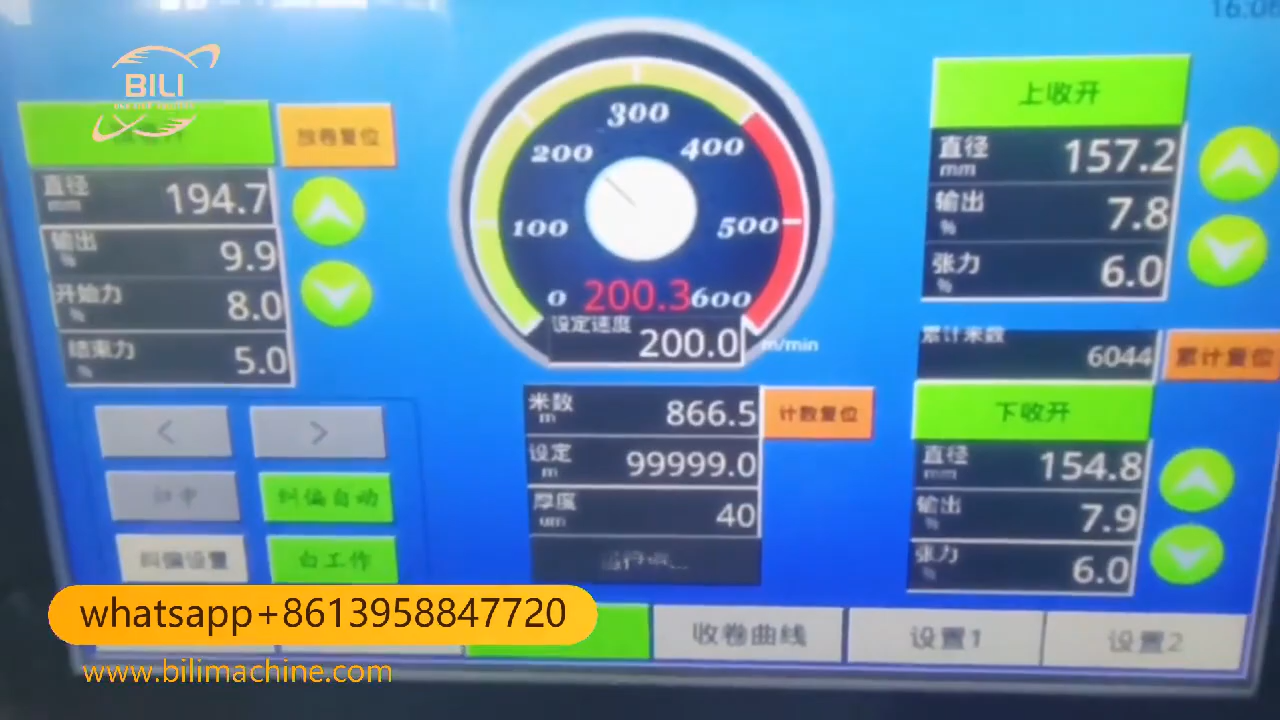 16:06
BILI
放卷复位
直径
mm
194.7
输出
%
9.9
开始力
%
8.0
结束力
%
5.0
<
>
归中
纠偏自动
纠偏设置
白工作
300
200
400
100
500
0
200.3
600
设定速度
200.0
m/min
米数
m
866.5
计数复位
设定
m
99999.0
厚度
um
40
上收开
直径
mm
157.2
输出
%
7.8
张力
%
6.0
累计米数
6044
累计复位
下收开
直径
mm
154.8
输出
%
7.9
张力
%
6.0
收卷曲线
设置1
设置2
whatsapp+8613958847720
www.bilimachine.com